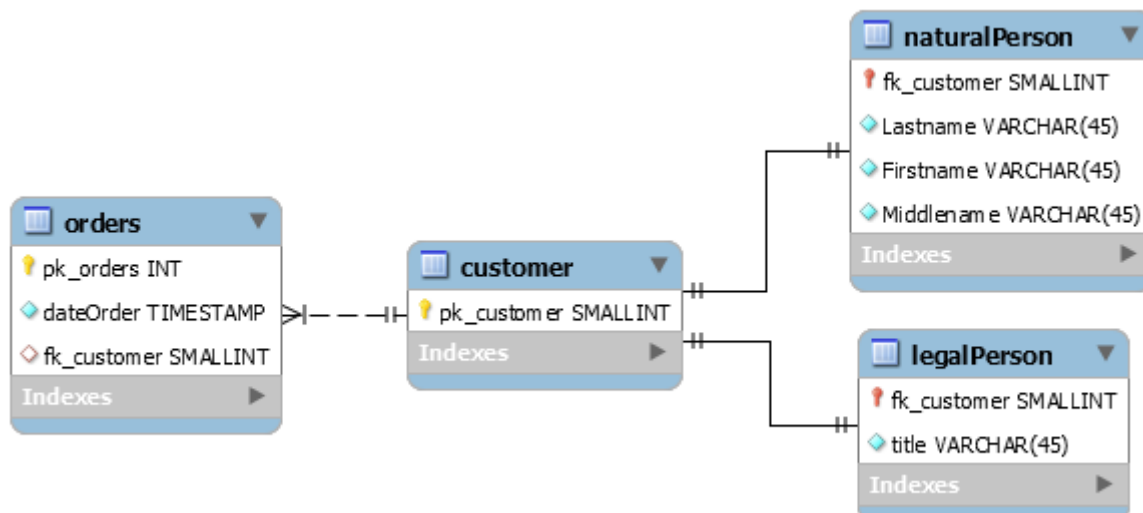 orders
pk_orders INT
dateOrder TIMESTAMP
fk_customer SMALLINT
Indexes
customer
pk_customer SMALLINT
Indexes
naturalPerson
fk_customer SMALLINT
Lastname VARCHAR(45)
Firstname VARCHAR(45)
Middlename VARCHAR(45)
Indexes
legalPerson
fk_customer SMALLINT
title VARCHAR(45)
Indexes